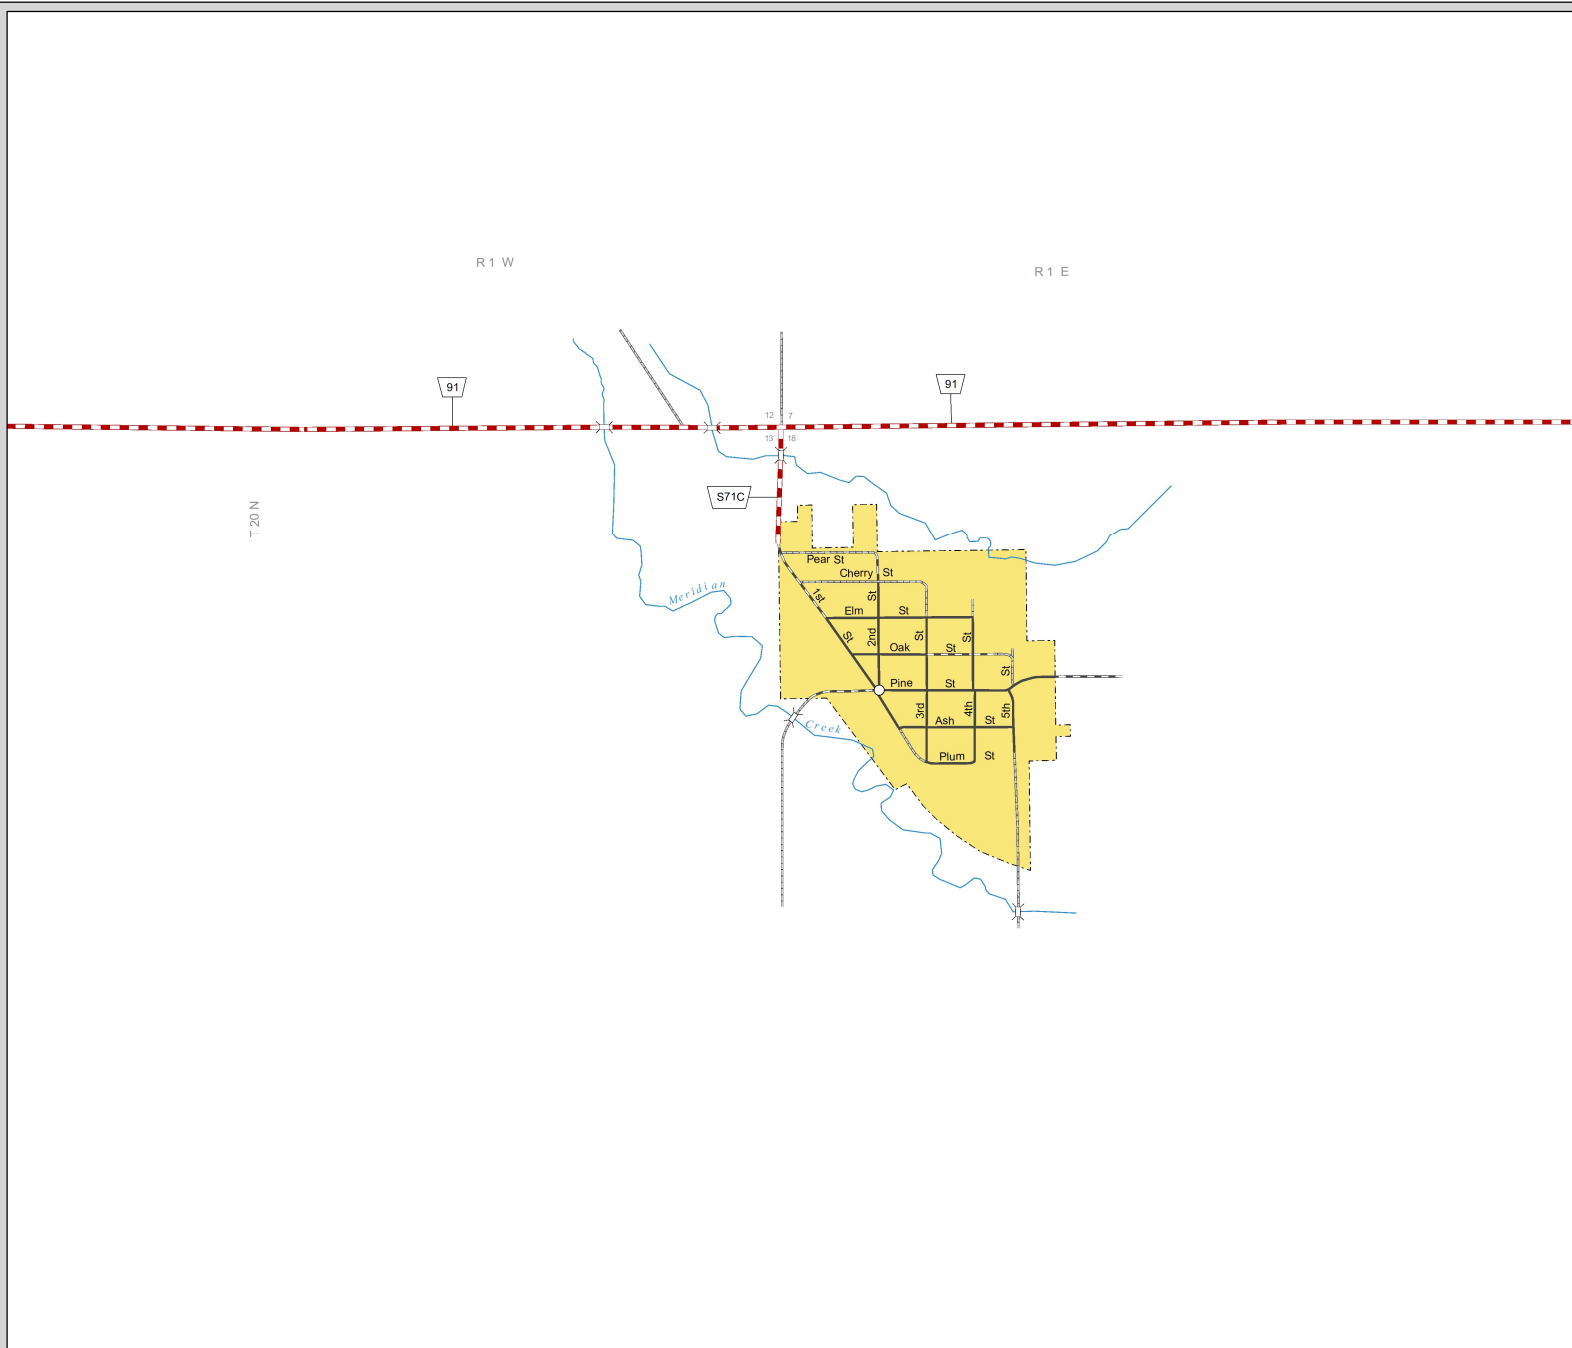 R 1 W
R 1 E
91
91
12 7
13 18
S71C
T 20 N
Pear St
Cherry St
Meridian
1st St
Elm St
2nd St
3rd St
4th St
5th St
Oak St
Pine St
Ash St
Creek
Plum St